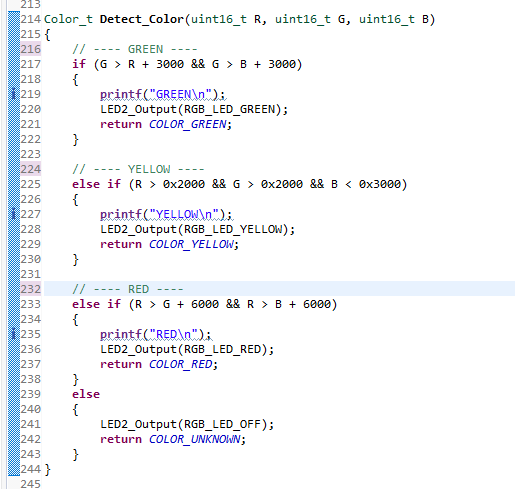 213
214 Color_t Detect_Color(uint16_t R, uint16_t G, uint16_t B)
215 {
216     // ---- GREEN ----
217     if (G > R + 3000 && G > B + 3000)
218     {
219         printf("GREEN\n");
220         LED2_Output(RGB_LED_GREEN);
221         return COLOR_GREEN;
222     }
223
224     // ---- YELLOW ----
225     else if (R > 0x2000 && G > 0x2000 && B < 0x3000)
226     {
227         printf("YELLOW\n");
228         LED2_Output(RGB_LED_YELLOW);
229         return COLOR_YELLOW;
230     }
231
232     // ---- RED ----
233     else if (R > G + 6000 && R > B + 6000)
234     {
235         printf("RED\n");
236         LED2_Output(RGB_LED_RED);
237         return COLOR_RED;
238     }
239     else
240     {
241         LED2_Output(RGB_LED_OFF);
242         return COLOR_UNKNOWN;
243     }
244 }
245